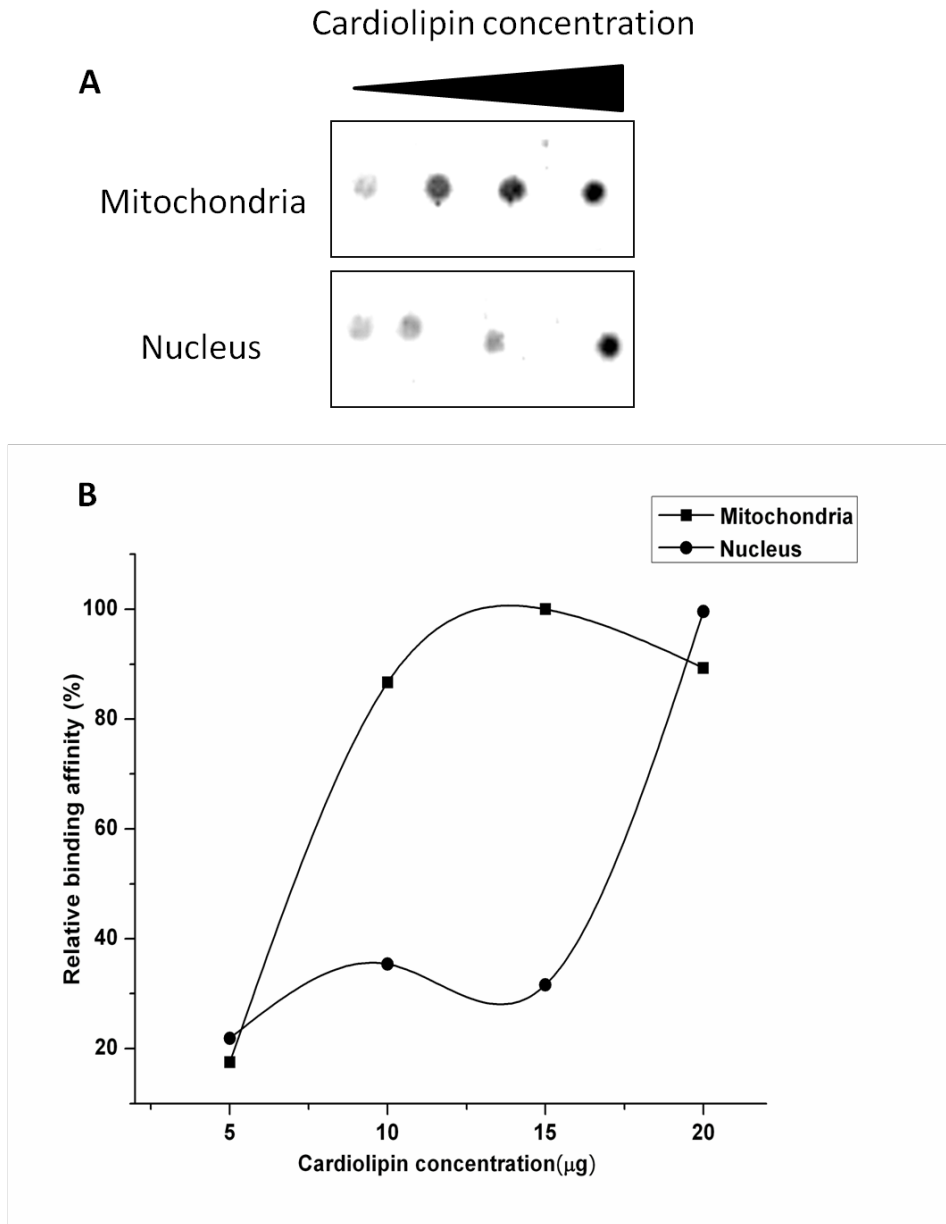 Cardiolipin concentration
A
Mitochondria
Nucleus
B
Mitochondria
Nucleus
100
80
60
40
20
Relative binding affinity (%)
5 10 15 20
Cardiolipin concentration(μg)